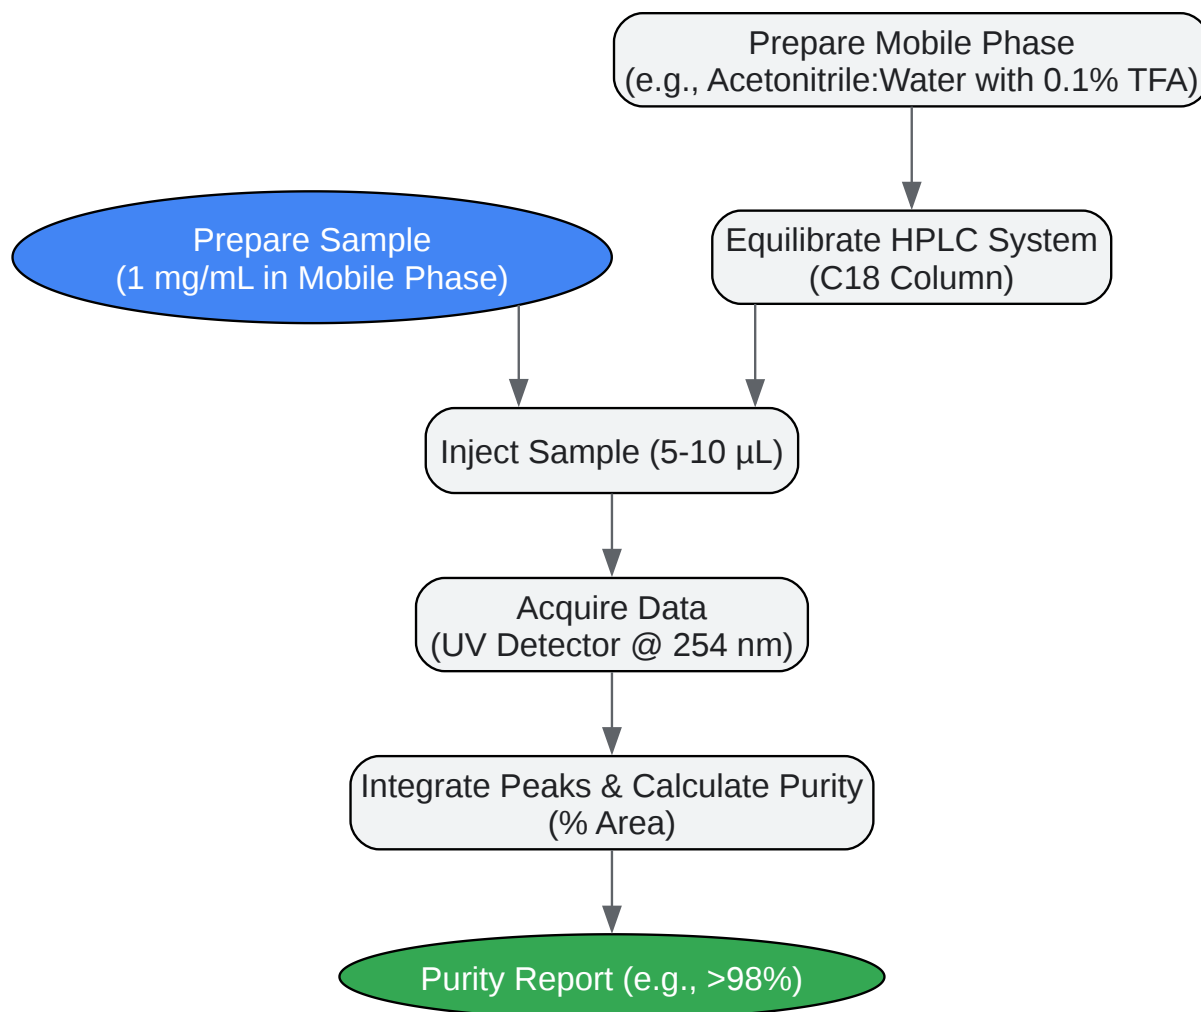 Prepare Mobile Phase
(e.g., Acetonitrile:Water with 0.1% TFA)
Prepare Sample
(1 mg/mL in Mobile Phase)
Equilibrate HPLC System
(C18 Column)
Inject Sample (5-10 µL)
Acquire Data
(UV Detector @ 254 nm)
Integrate Peaks & Calculate Purity
(% Area)
Purity Report (e.g., >98%)